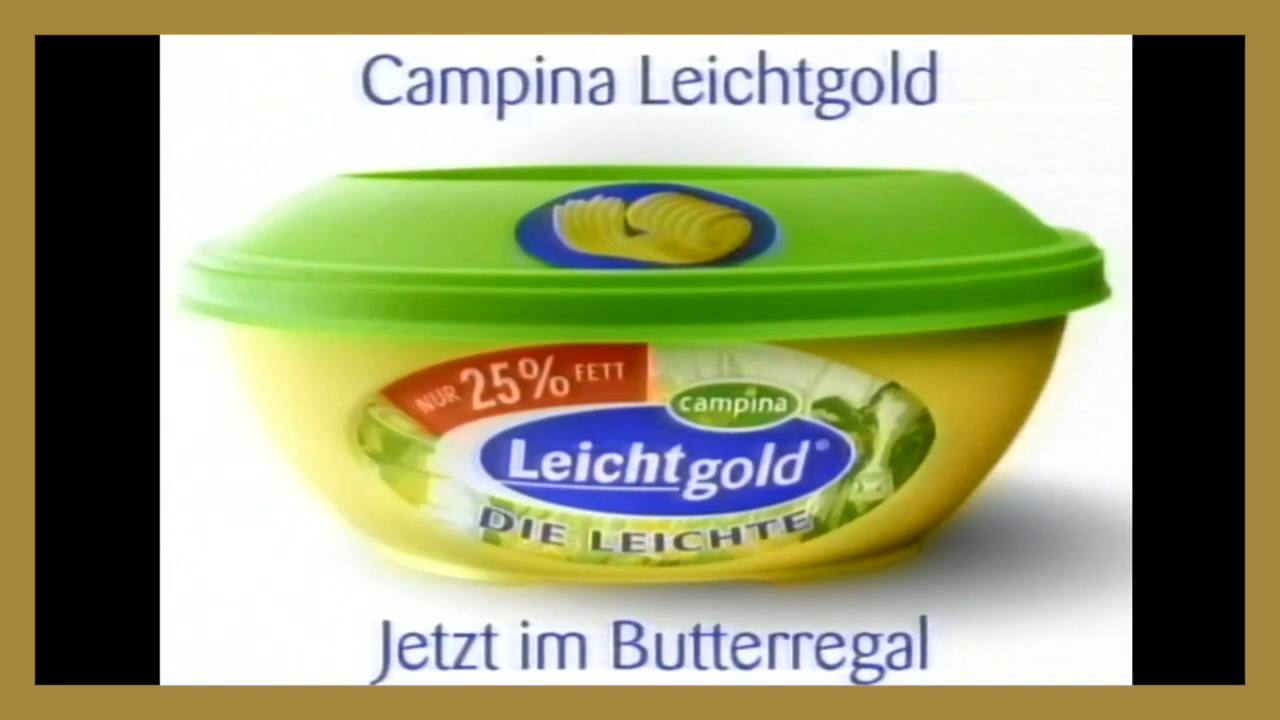 Campina Leichtgold
NUR 25% FETT
campina
Leichtgold®
DIE LEICHTE
Jetzt im Butterregal